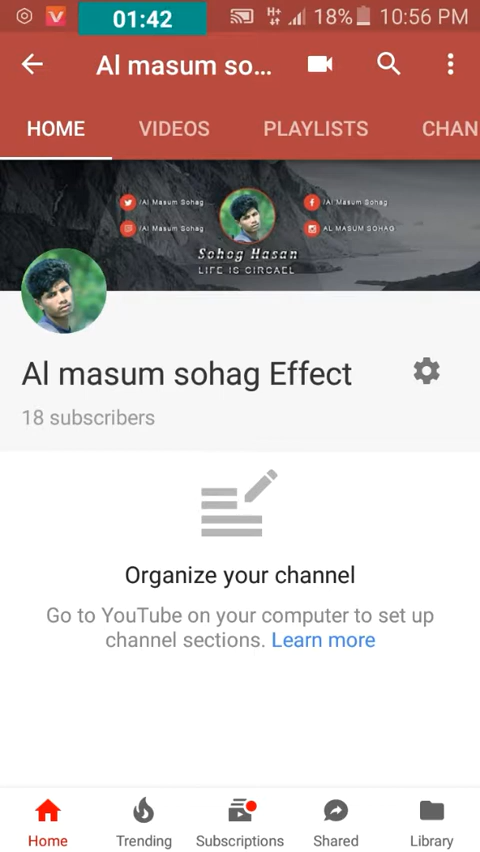 01:42 18% 10:56 PM
Al masum so...
HOME VIDEOS PLAYLISTS CHAN
/Al Masum Sohag /Al Masum Sohag
/Al Masum Sohag AL MASUM SOHAG
Sohog Hasan
LIFE IS CIRCAEL
Al masum sohag Effect
18 subscribers
Organize your channel
Go to YouTube on your computer to set up
channel sections. Learn more
Home Trending Subscriptions Shared Library